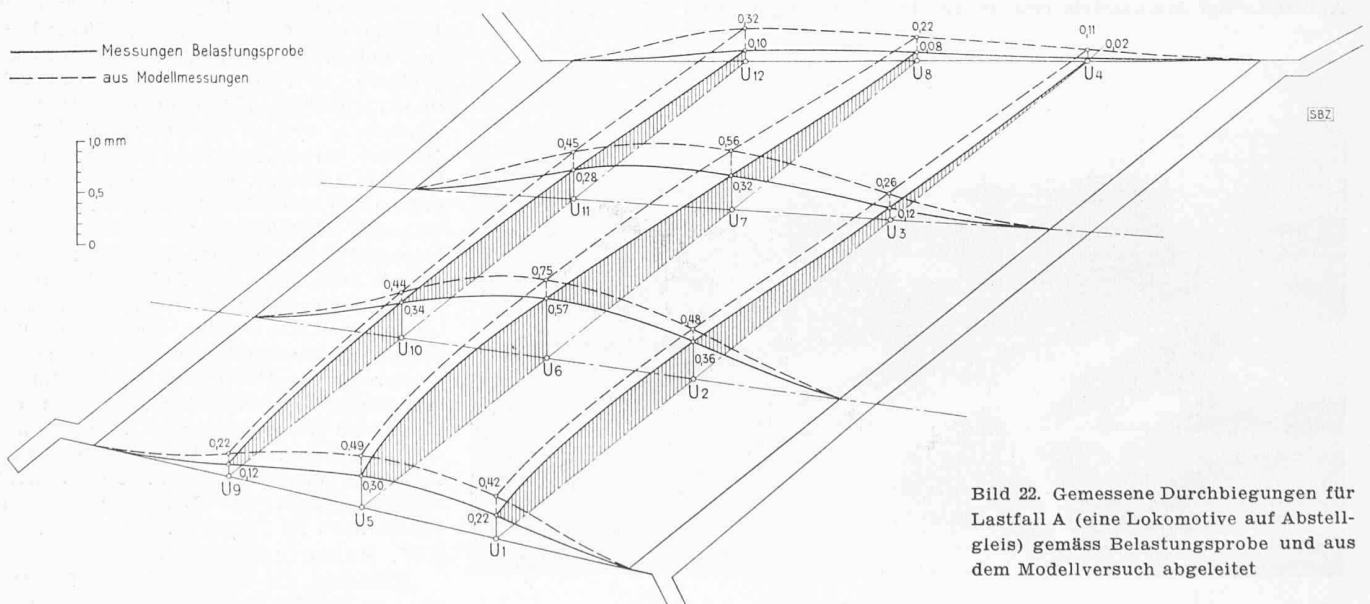 Messungen Belastungsprobe
aus Modellmessungen
1,0 mm
0,5
0
0,32
0,10
U12
0,22
0,08
U8
0,11
0,02
U4
SBZ
0,45
0,28
U11
0,56
0,32
U7
0,26
0,12
U3
0,44
0,34
U10
0,75
0,57
U6
0,48
0,36
U2
0,22
0,12
U9
0,49
0,30
U5
0,42
0,22
U1
Bild 22. Gemessene Durchbiegungen für
Lastfall A (eine Lokomotive auf Abstell-
gleis) gemäss Belastungsprobe und aus
dem Modellversuch abgeleitet